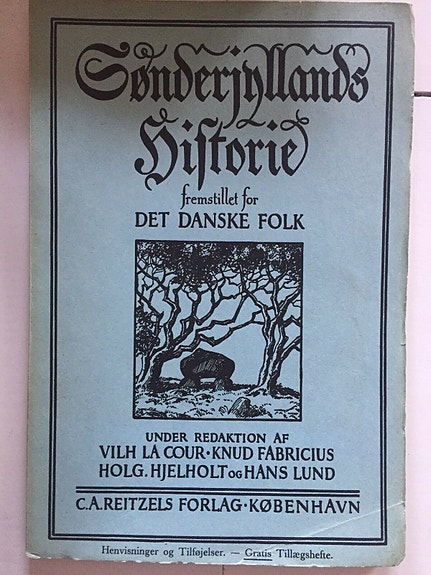 Sønderjyllands
Historie
fremstillet for
DET DANSKE FOLK
UNDER REDAKTION AF
VILH LA COUR · KNUD FABRICIUS
HOLG. HJELHOLT OG HANS LUND
C.A. REITZELS FORLAG · KØBENHAVN
Henvisninger og Tilføjelser. — Gratis Tillægshefte.